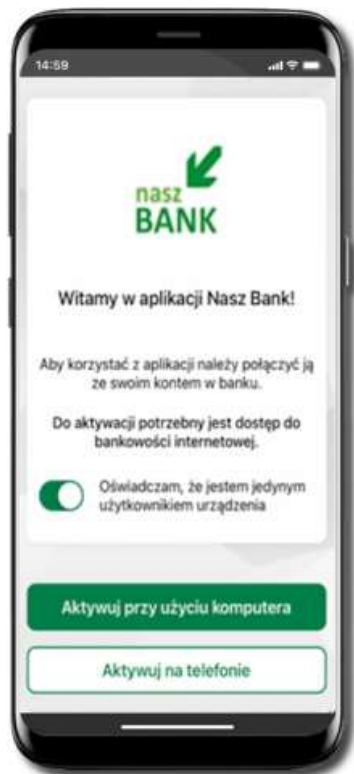 14:59
nasz
BANK
Witamy w aplikacji Nasz Bank!
Aby korzystać z aplikacji należy połączyć ją
ze swoim kontem w banku.
Do aktywacji potrzebny jest dostęp do
bankowości internetowej.
Oświadczam, że jestem jedynym
użytkownikiem urządzenia
Aktywuj przy użyciu komputera
Aktywuj na telefonie